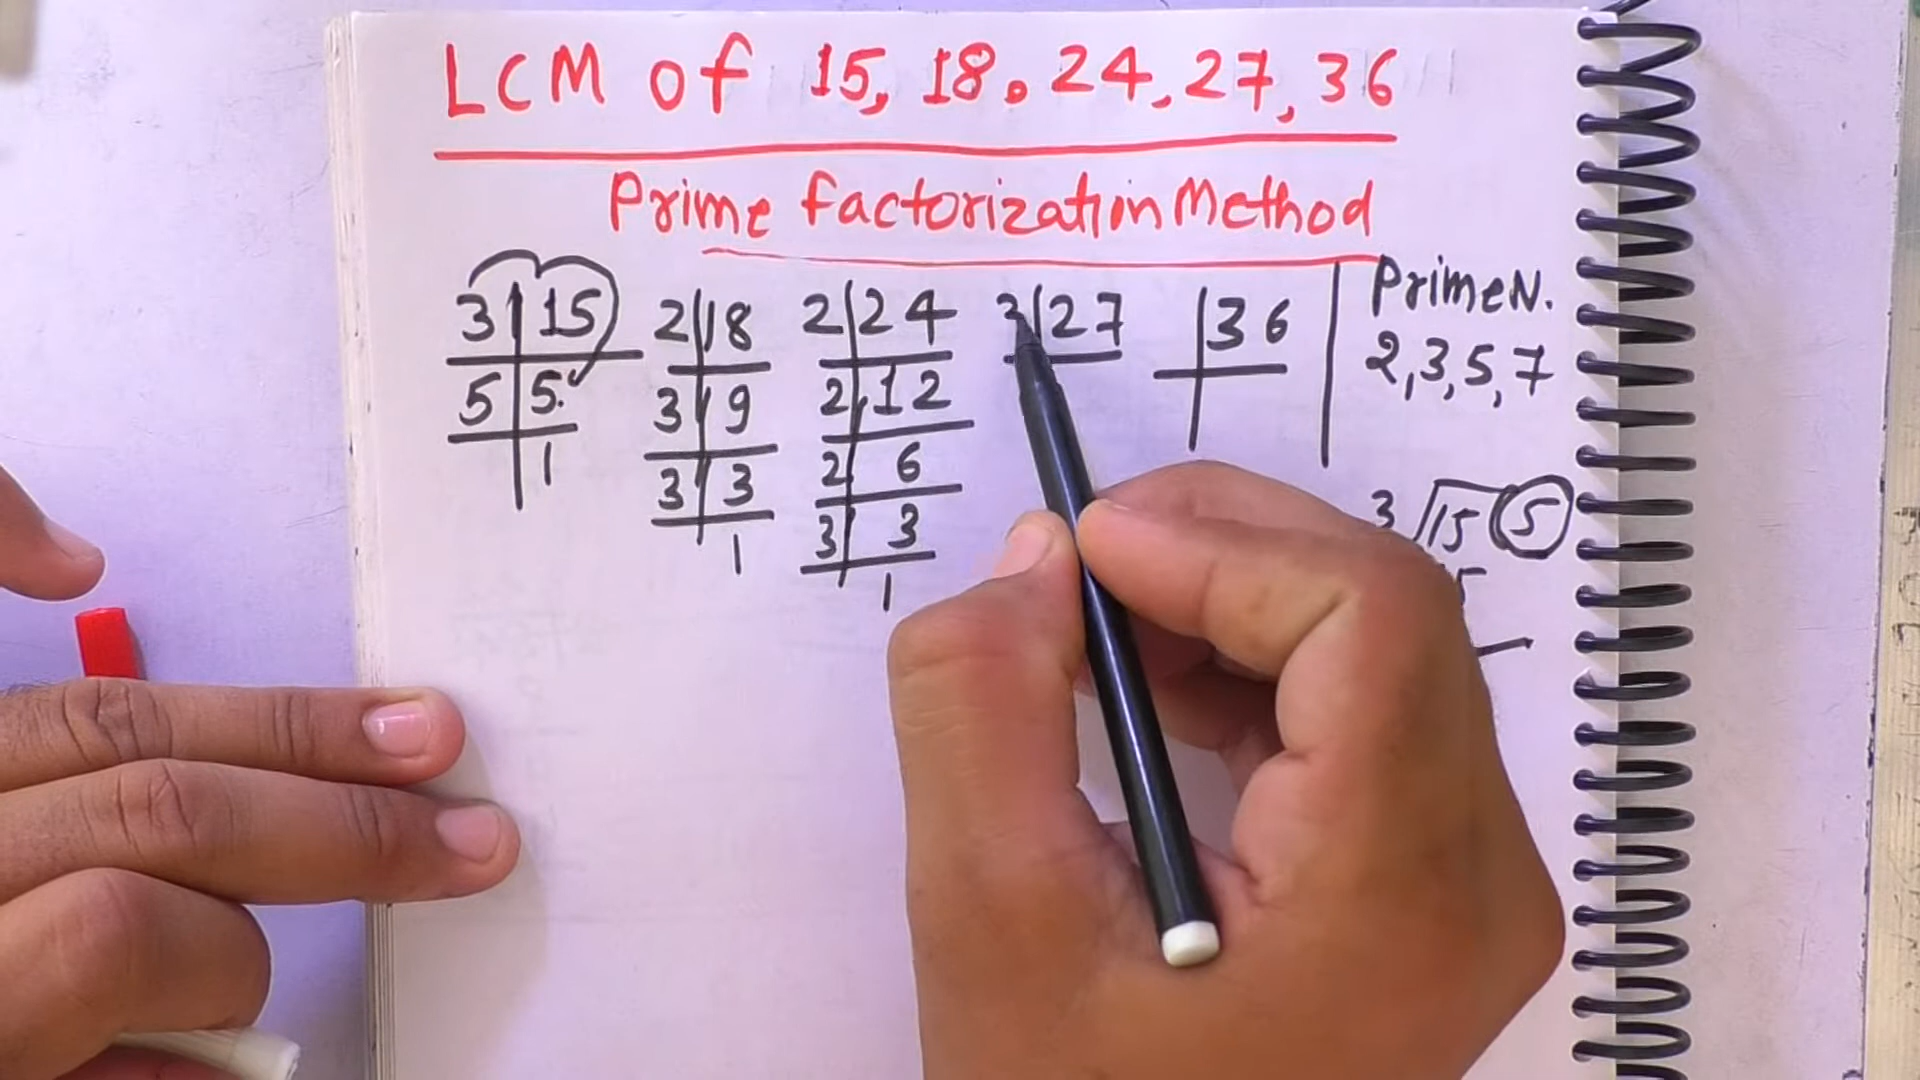 LCM of 15, 18, 24, 27, 36
Prime factorization Method
3 | 15
5 | 5
1
2 | 18
3 | 9
3 | 3
1
2 | 24
2 | 12
2 | 6
3 | 3
1
3 | 27
36
Prime N.
2, 3, 5, 7
3 15 5